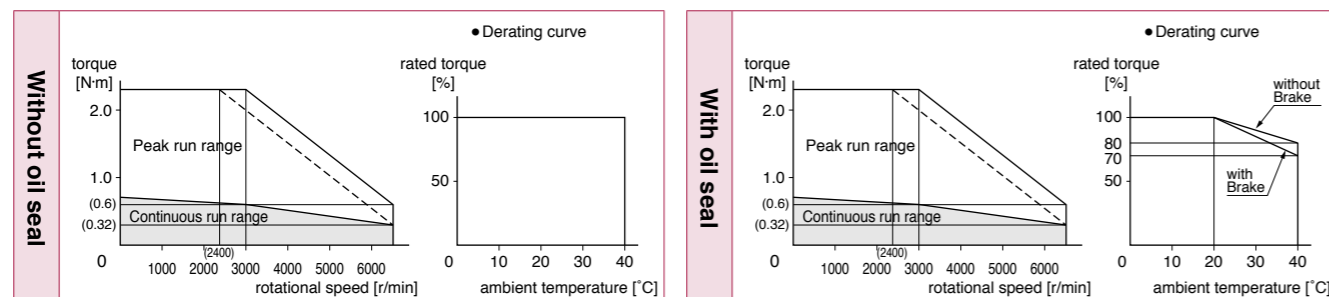 Without oil seal
torque
[N·m]
2.0
1.0
(0.6)
(0.32)
0
Peak run range
Continuous run range
(2400)
1000 2000 3000 4000 5000 6000
rotational speed [r/min]
● Derating curve
rated torque
[%]
100
50
0 10 20 30 40
ambient temperature [˚C]
With oil seal
torque
[N·m]
2.0
1.0
(0.6)
(0.32)
0
Peak run range
Continuous run range
(2400)
1000 2000 3000 4000 5000 6000
rotational speed [r/min]
● Derating curve
rated torque
[%]
without
Brake
100
80
70
50
with
Brake
0 10 20 30 40
ambient temperature [˚C]